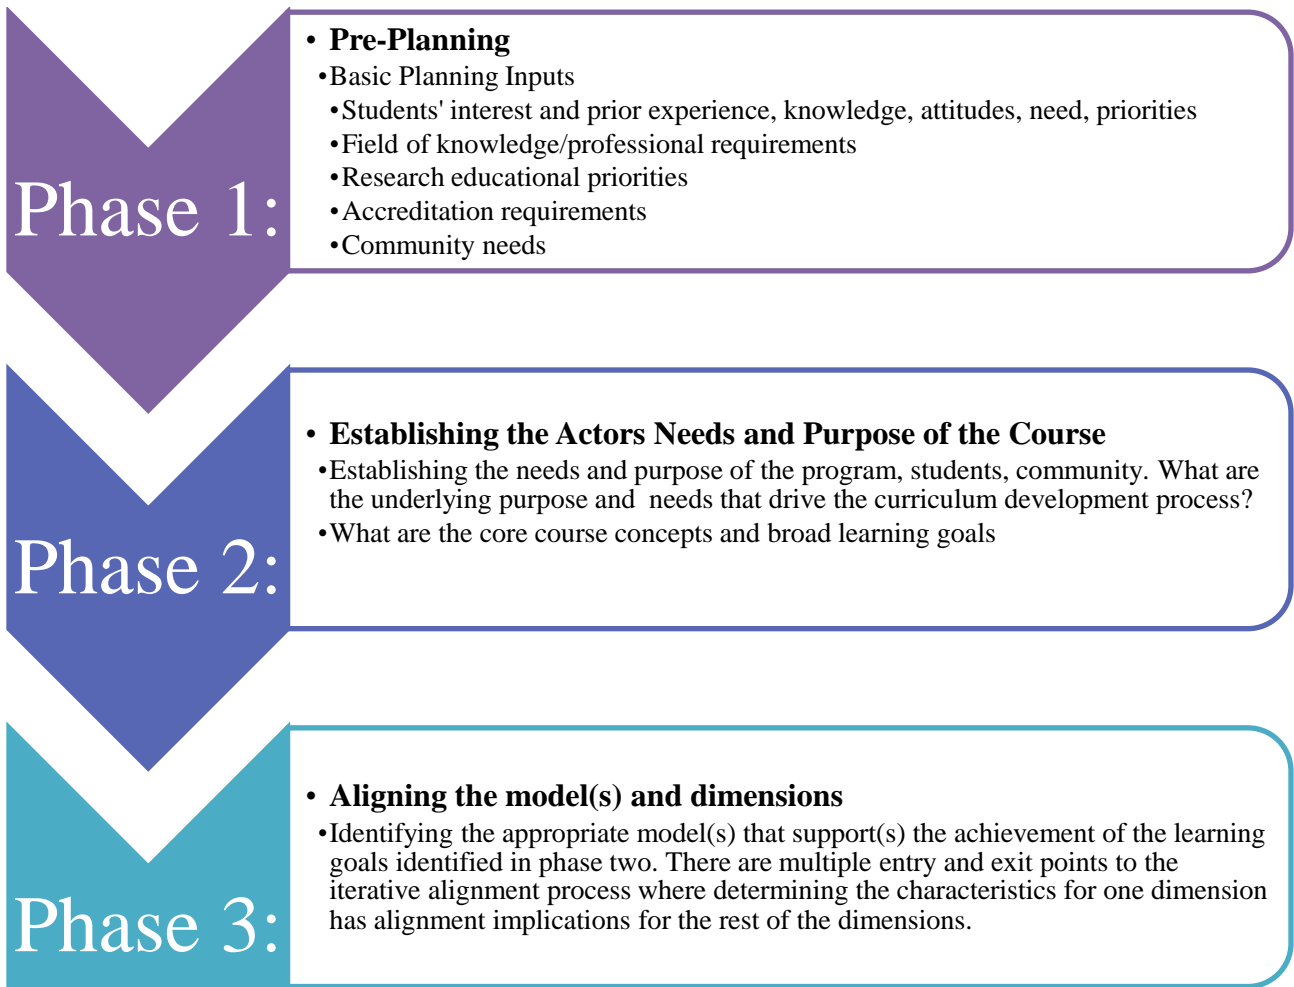 Phase 1:
• Pre-Planning
•Basic Planning Inputs
•Students' interest and prior experience, knowledge, attitudes, need, priorities
•Field of knowledge/professional requirements
•Research educational priorities
•Accreditation requirements
•Community needs
Phase 2:
• Establishing the Actors Needs and Purpose of the Course
•Establishing the needs and purpose of the program, students, community. What are
the underlying purpose and  needs that drive the curriculum development process?
•What are the core course concepts and broad learning goals
Phase 3:
• Aligning the model(s) and dimensions
•Identifying the appropriate model(s) that support(s) the achievement of the learning
goals identified in phase two. There are multiple entry and exit points to the
iterative alignment process where determining the characteristics for one dimension
has alignment implications for the rest of the dimensions.